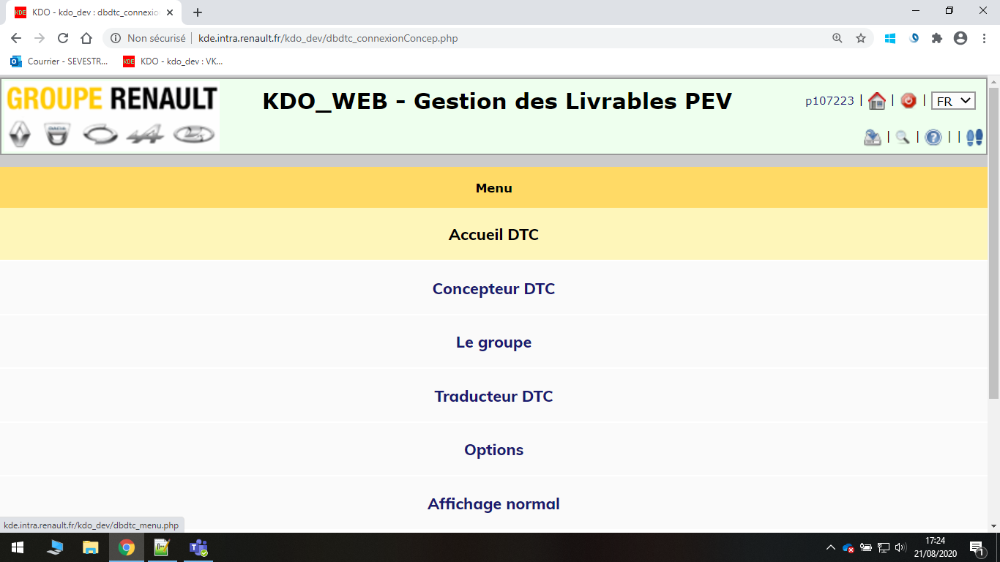 KDO - kdo_dev : dbdtc_connexio
Non sécurisé | kde.intra.renault.fr/kdo_dev/dbdtc_connexionConcep.php
Courrier - SEVESTR... KDE KDO - kdo_dev : VK...
GROUPE RENAULT
KDO_WEB - Gestion des Livrables PEV
p107223 | | | FR
DACIA
Menu
Accueil DTC
Concepteur DTC
Le groupe
Traducteur DTC
Options
Affichage normal
kde.intra.renault.fr/kdo_dev/dbdtc_menu.php
17:24
21/08/2020
1